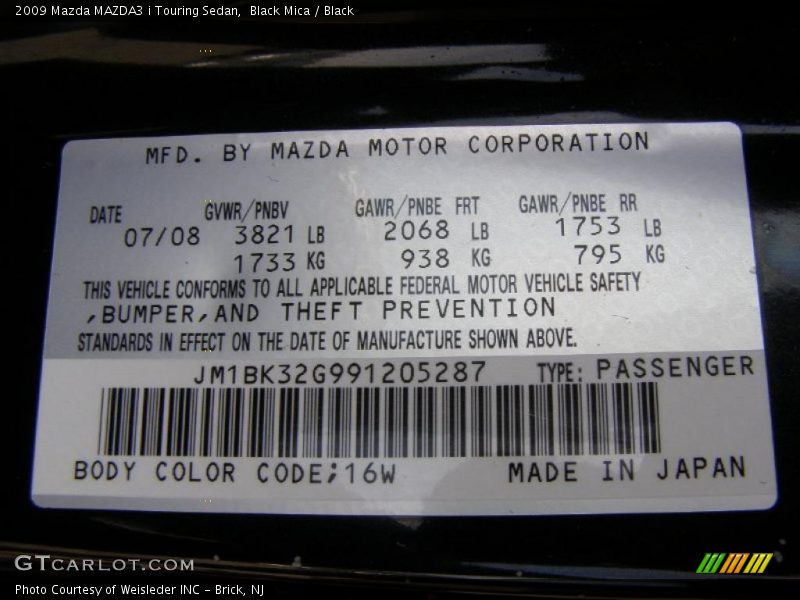 2009 Mazda MAZDA3 i Touring Sedan,  Black Mica / Black
MFD. BY MAZDA MOTOR CORPORATION
DATE GVWR/PNBV GAWR/PNBE FRT GAWR/PNBE RR
07/08 3821 LB 2068 LB 1753 LB
1733 KG 938 KG 795 KG
THIS VEHICLE CONFORMS TO ALL APPLICABLE FEDERAL MOTOR VEHICLE SAFETY
,BUMPER,AND THEFT PREVENTION
STANDARDS IN EFFECT ON THE DATE OF MANUFACTURE SHOWN ABOVE.
JM1BK32G991205287 TYPE: PASSENGER
BODY COLOR CODE;16W MADE IN JAPAN
GTCARLOT.COM
Photo Courtesy of Weisleder INC - Brick, NJ